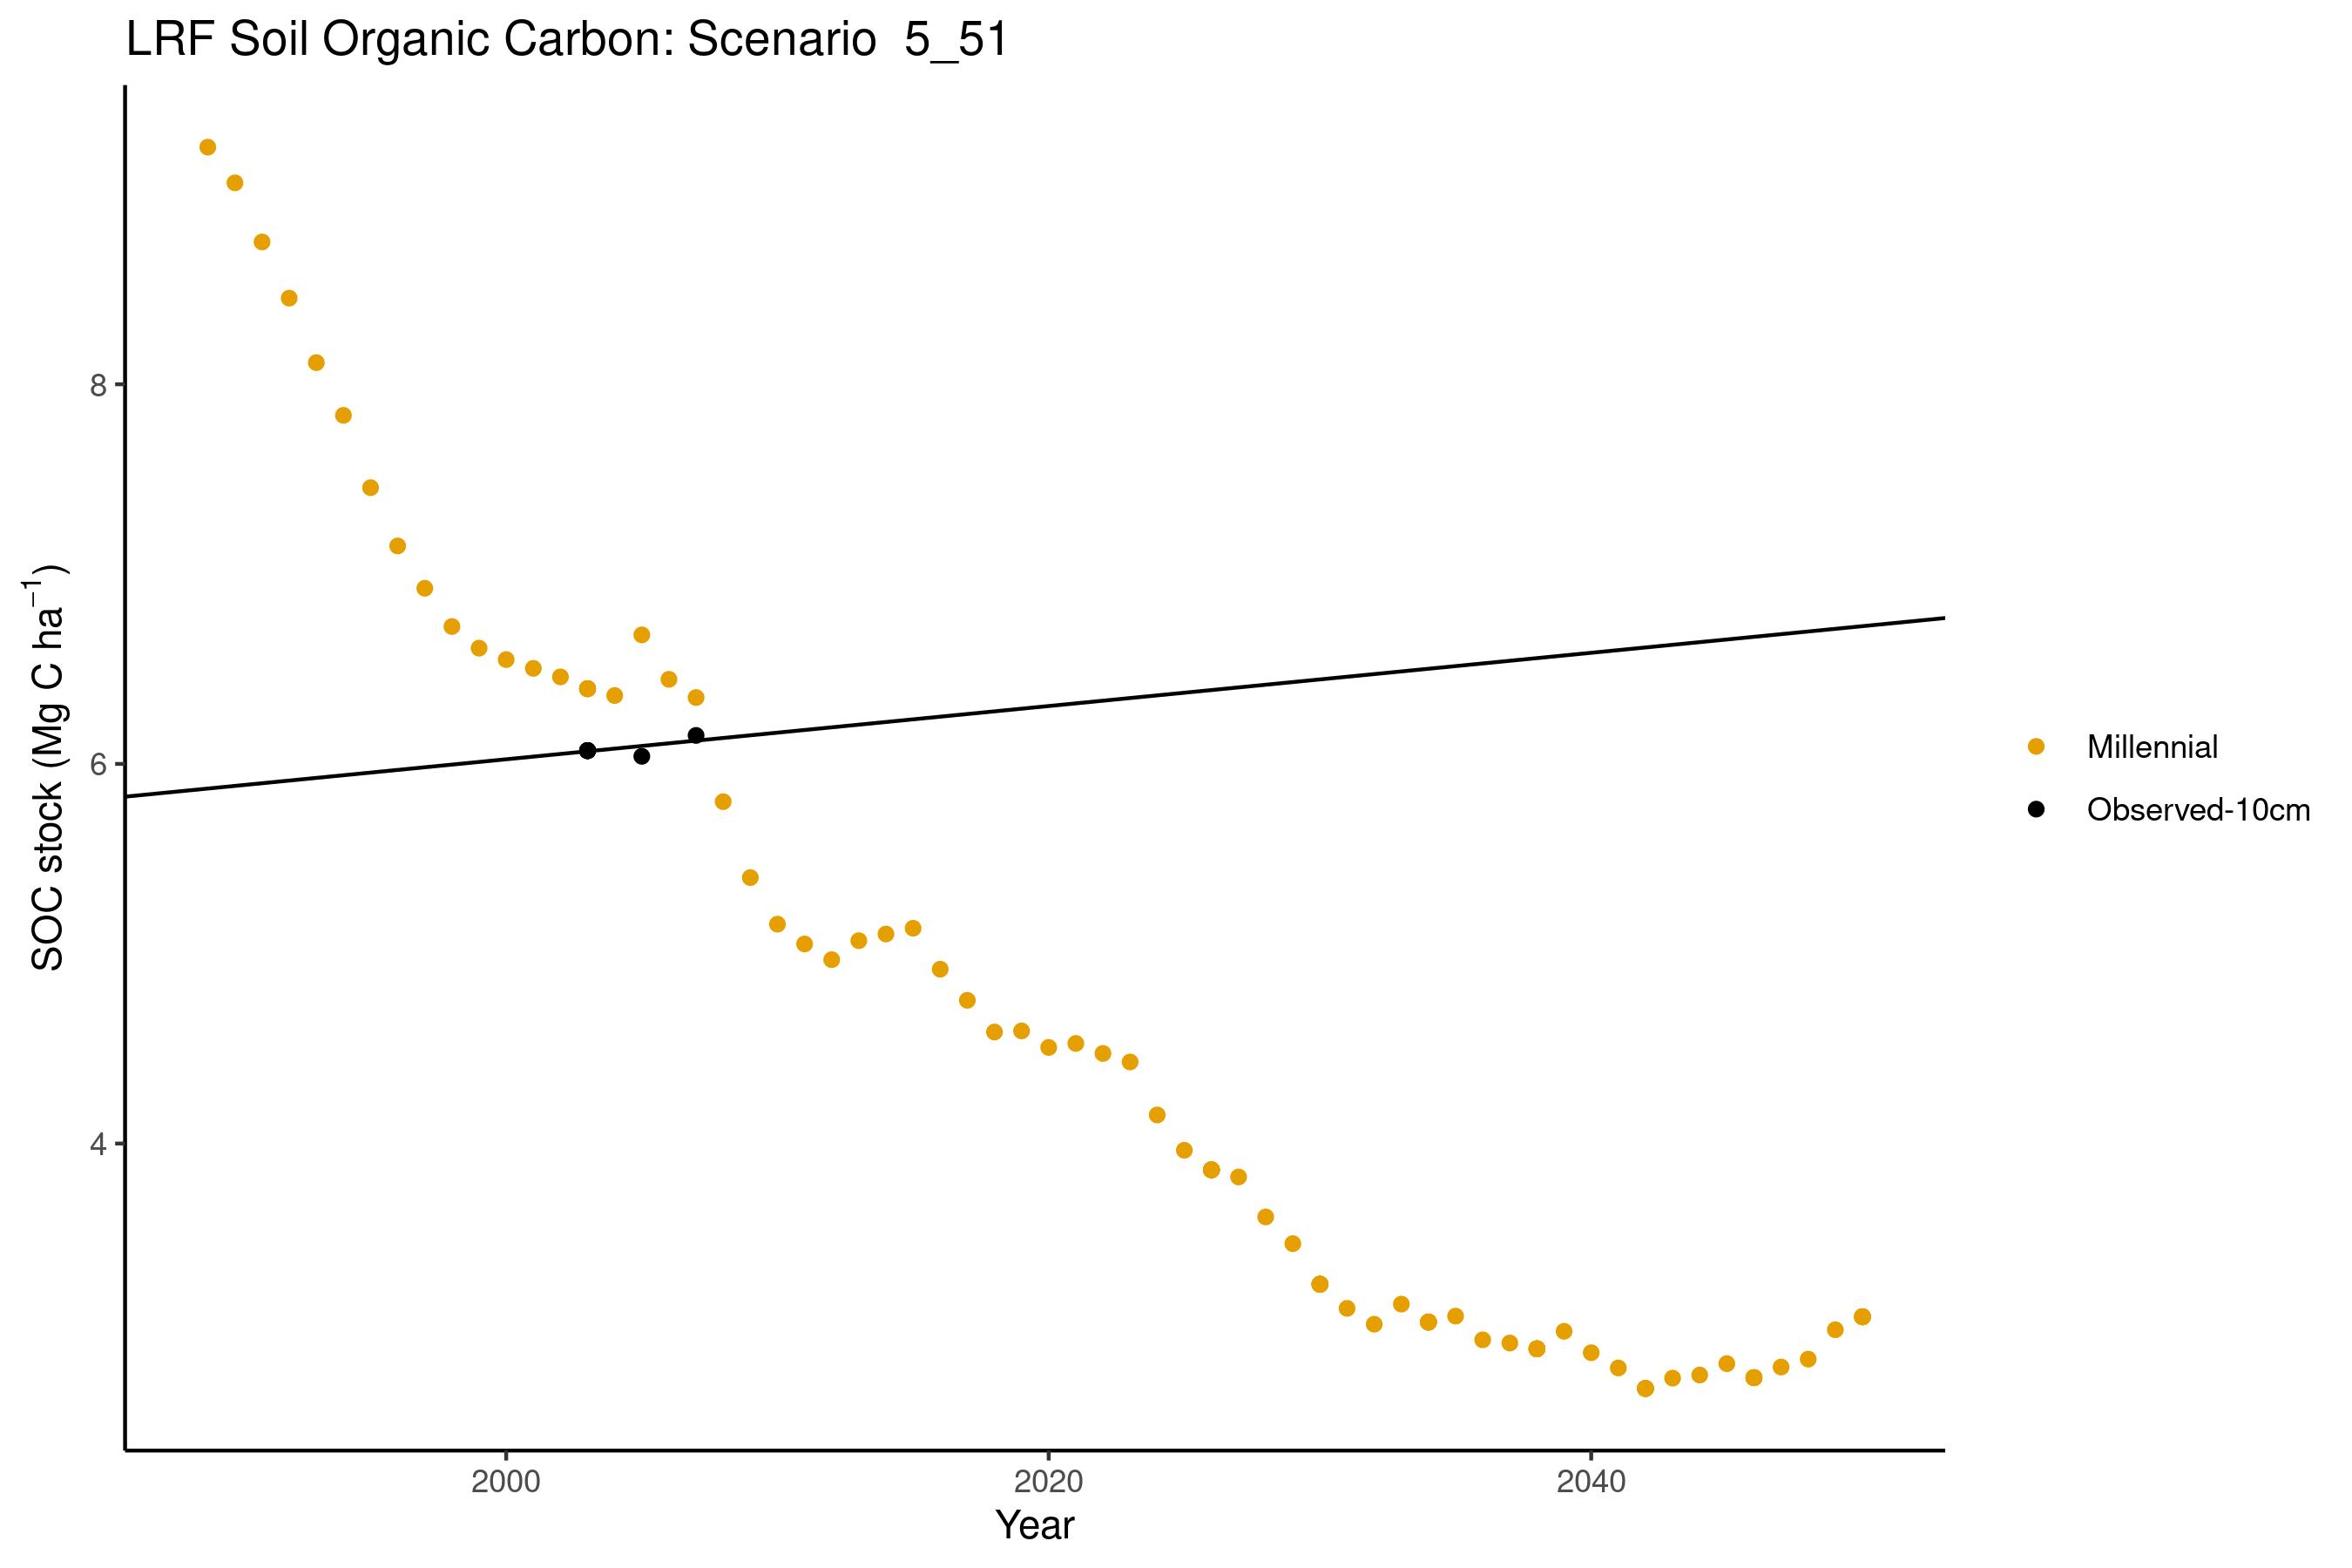 LRF Soil Organic Carbon: Scenario  5_51
SOC stock (Mg C ha⁻¹)
8
6
4
2000
2020
2040
Year
Millennial
Observed-10cm